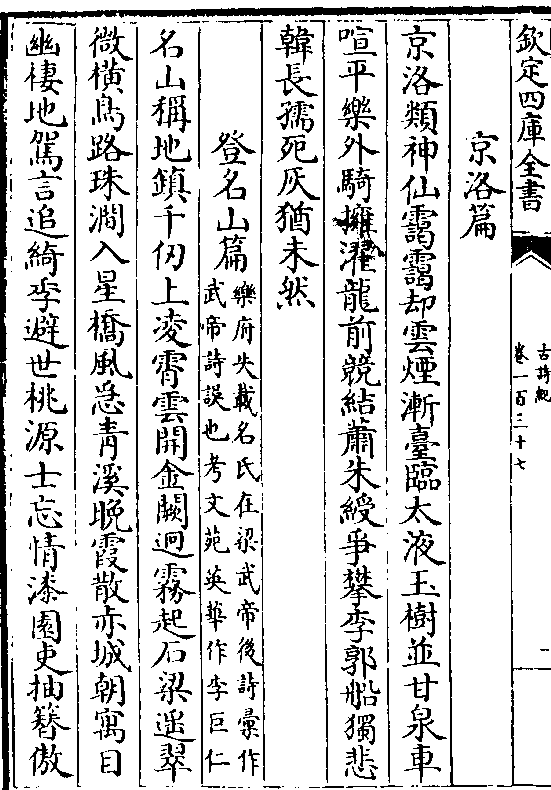 欽定四庫全書
古詩紀
卷一百三十七
二
京洛篇
京洛類神仙靄靄却雲煙漸臺臨太液玉樹並甘泉車
喧平樂外騎擁濯龍前競結蕭朱綬爭攀李郭船獨悲
韓長孺死灰猶未然
登名山篇
樂府失載名氏在梁武帝後詩彙作
武帝詩誤也考文苑英華作李巨仁
名山稱地鎮千仞上凌霄雲開金闕迥霧起石梁遥翠
微橫鳥路珠澗入星橋風急青溪晚霞散赤城朝寓目
幽棲地駕言追綺季避世桃源士忘情漆園吏抽簪傲